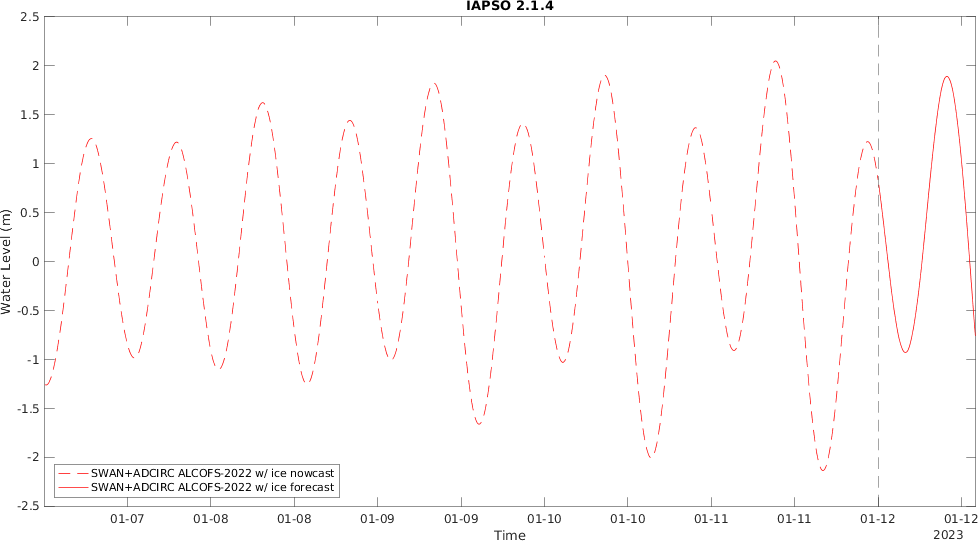 IAPSO 2.1.4
2.5
2
1.5
1
0.5
0
-0.5
-1
-1.5
-2
-2.5
Water Level (m)
SWAN+ADCIRC ALCOFS-2022 w/ ice nowcast
SWAN+ADCIRC ALCOFS-2022 w/ ice forecast
01-07 01-08 01-08 01-09 01-09 01-10 01-10 01-11 01-11 01-12 01-12
Time
2023